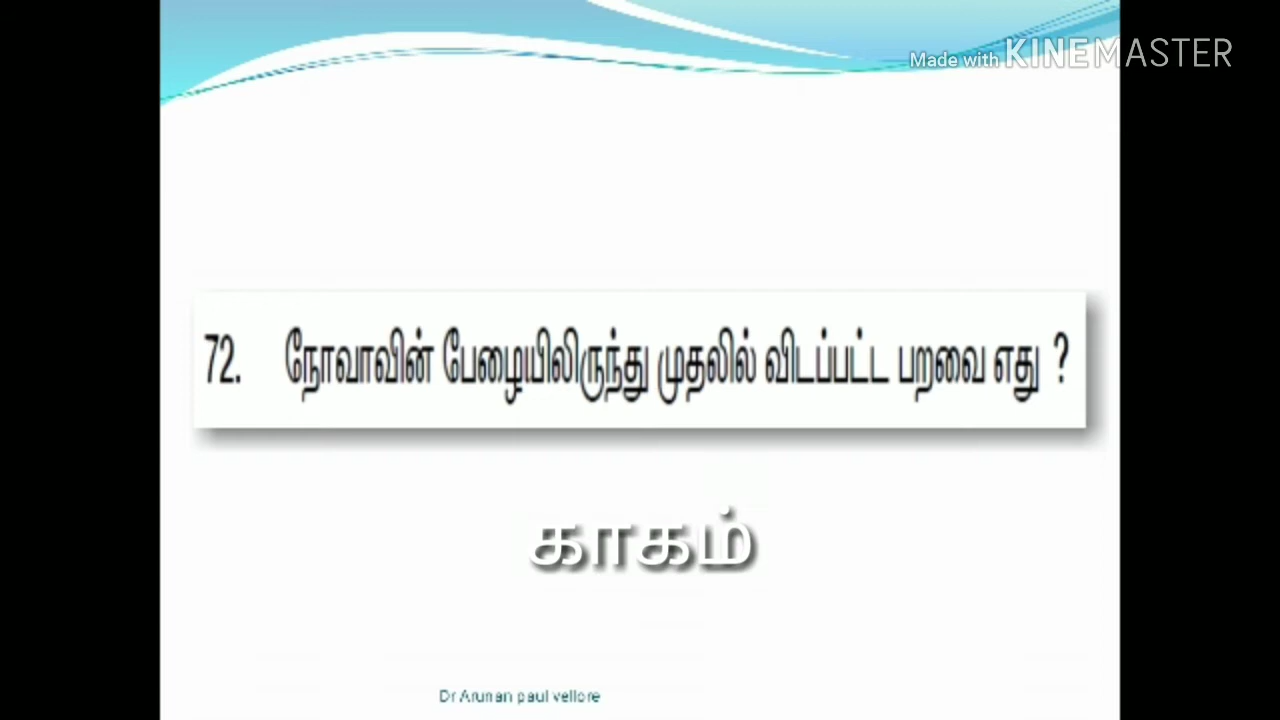 Made with KINEMASTER
72. நோவாவின் பேழையிலிருந்து முதலில் விடப்பட்ட பறவை எது ?
காகம்
Dr Arunan paul vellore